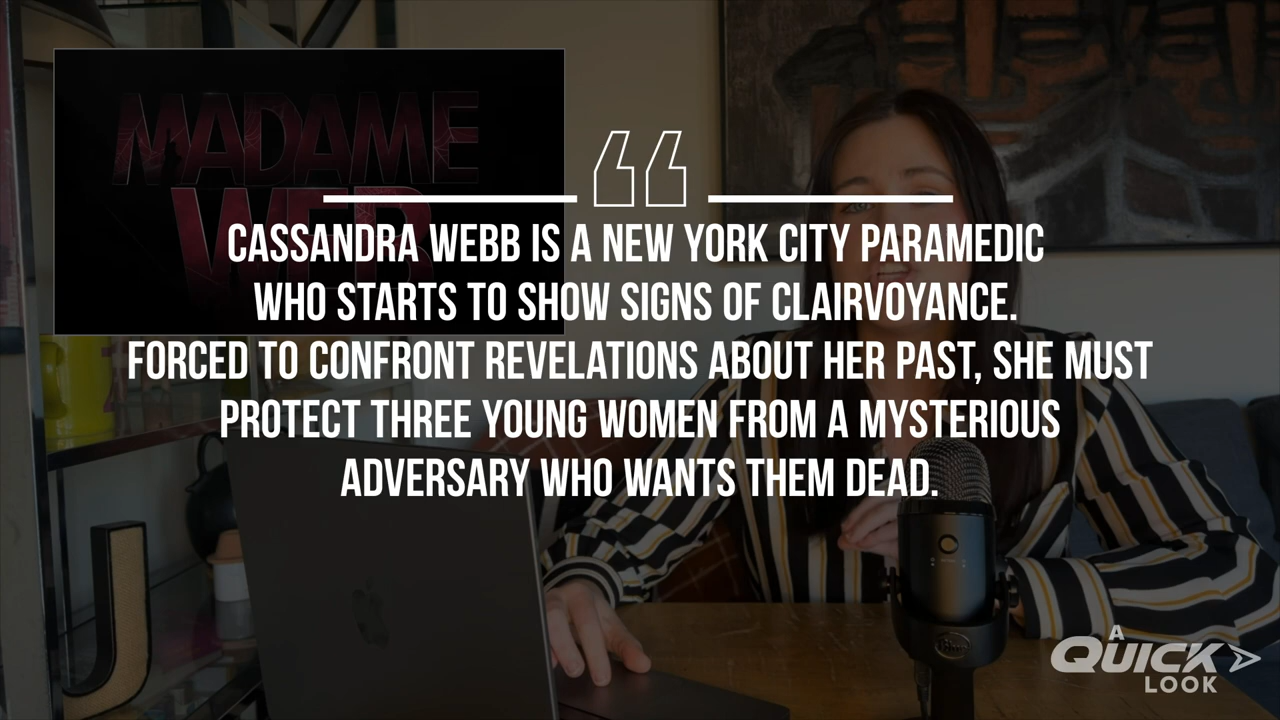 MADAME
WEB
CASSANDRA WEBB IS A NEW YORK CITY PARAMEDIC
WHO STARTS TO SHOW SIGNS OF CLAIRVOYANCE.
FORCED TO CONFRONT REVELATIONS ABOUT HER PAST, SHE MUST
PROTECT THREE YOUNG WOMEN FROM A MYSTERIOUS
ADVERSARY WHO WANTS THEM DEAD.
J
A
QUICK
LOOK